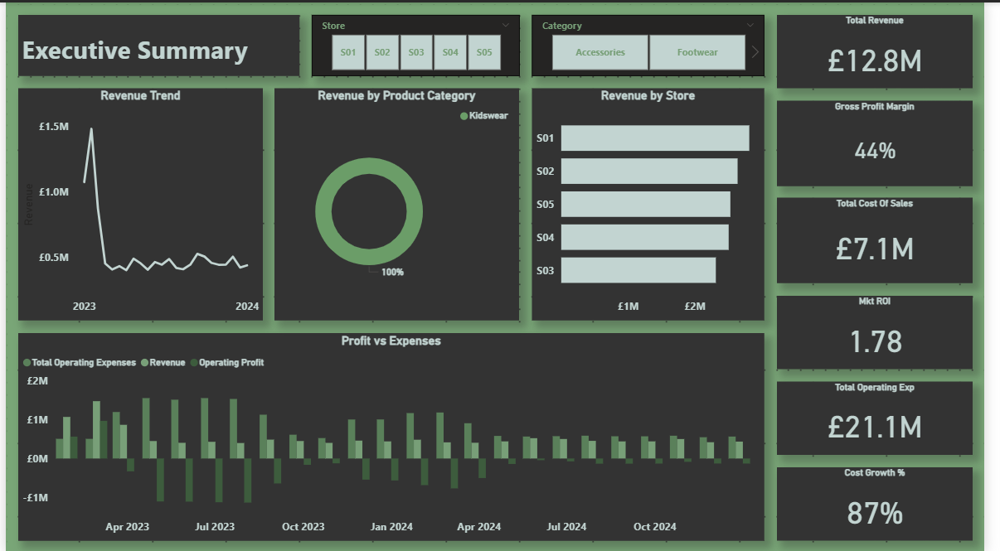 Executive Summary
Store
S01 S02 S03 S04 S05
Category
Accessories Footwear
Total Revenue
£12.8M
Revenue Trend
£1.5M
£1.0M
£0.5M
Revenue
2023 2024
Revenue by Product Category
Kidswear
100%
Revenue by Store
S01
S02
S05
S04
S03
£1M £2M
Gross Profit Margin
44%
Total Cost Of Sales
£7.1M
Mkt ROI
1.78
Profit vs Expenses
Total Operating Expenses Revenue Operating Profit
£2M
£1M
£0M
-£1M
Apr 2023 Jul 2023 Oct 2023 Jan 2024 Apr 2024 Jul 2024 Oct 2024
Total Operating Exp
£21.1M
Cost Growth %
87%